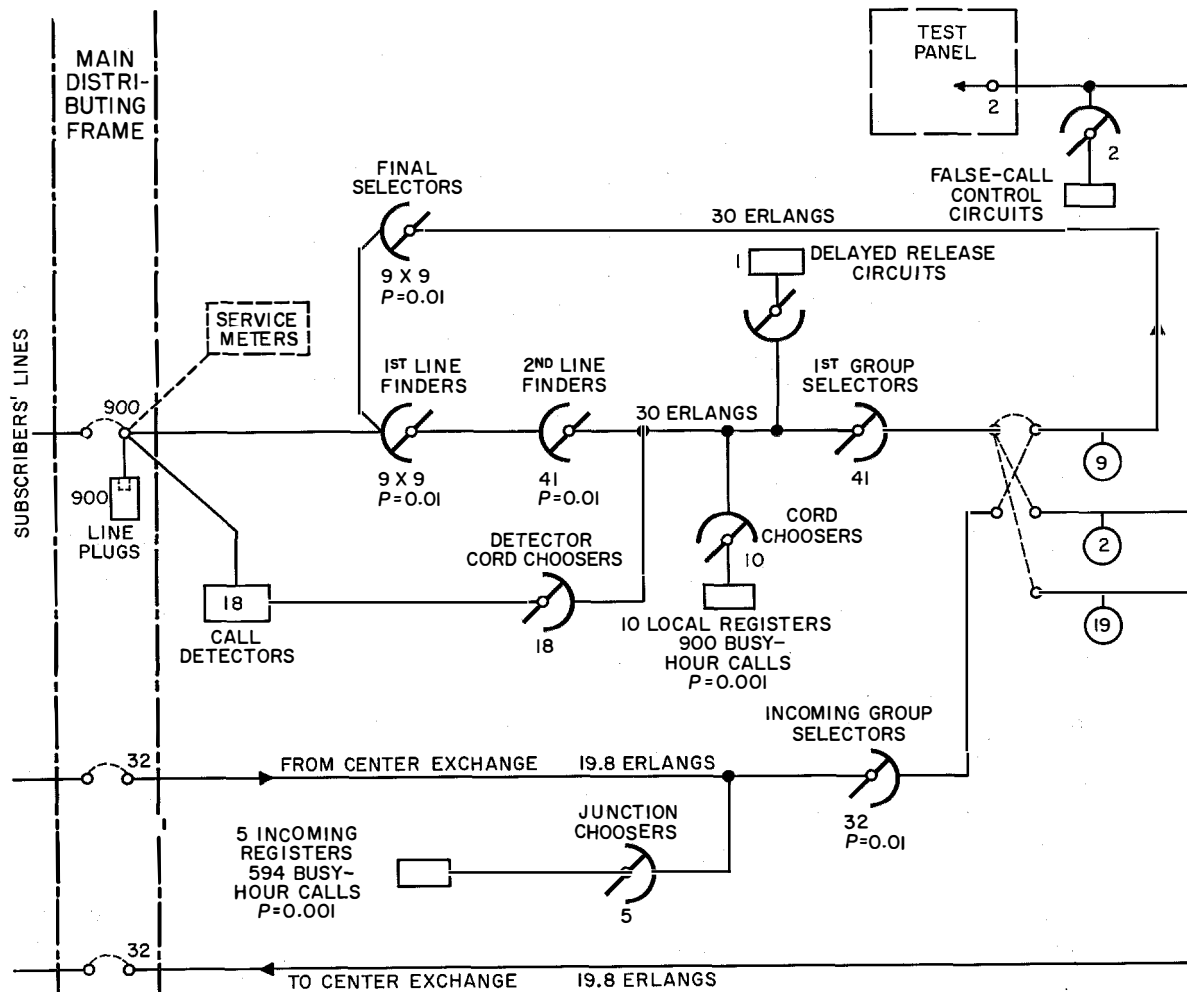 MAIN
DISTRI-
BUTING
FRAME
TEST
PANEL
2
2
FALSE-CALL
CONTROL
CIRCUITS
FINAL
SELECTORS
9 X 9
P=0.01
30 ERLANGS
1
DELAYED RELEASE
CIRCUITS
SERVICE
METERS
SUBSCRIBERS' LINES
900
900
LINE
PLUGS
1ST LINE
FINDERS
9 X 9
P=0.01
2ND LINE
FINDERS
41
P=0.01
30 ERLANGS
1ST GROUP
SELECTORS
41
9
2
19
CORD
CHOOSERS
10
10 LOCAL REGISTERS
900 BUSY-
HOUR CALLS
P=0.001
DETECTOR
CORD CHOOSERS
18
18
CALL
DETECTORS
INCOMING GROUP
SELECTORS
32
P=0.01
32
FROM CENTER EXCHANGE 19.8 ERLANGS
JUNCTION
CHOOSERS
5
5 INCOMING
REGISTERS
594 BUSY-
HOUR CALLS
P=0.001
32
TO CENTER EXCHANGE 19.8 ERLANGS